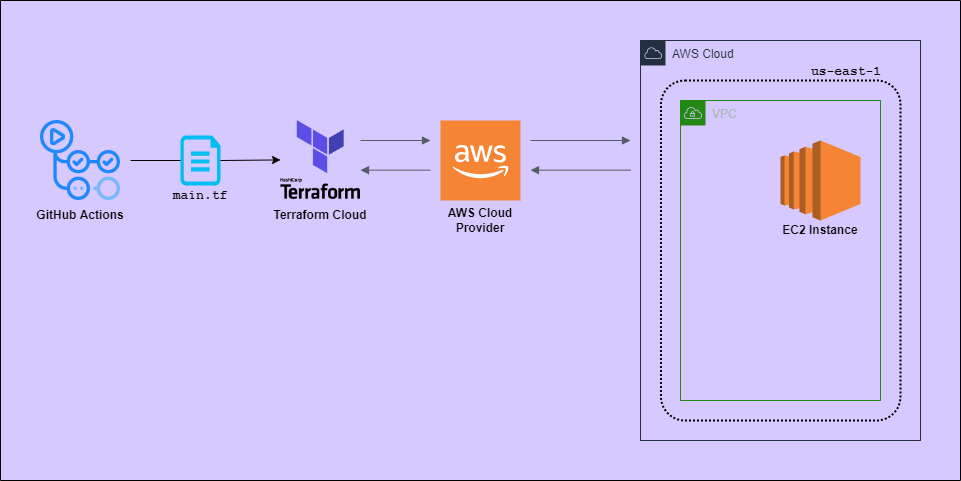 AWS Cloud
us-east-1
VPC
aws
HashiCorp
Terraform
main.tf
GitHub Actions
Terraform Cloud
AWS Cloud
Provider
EC2 Instance